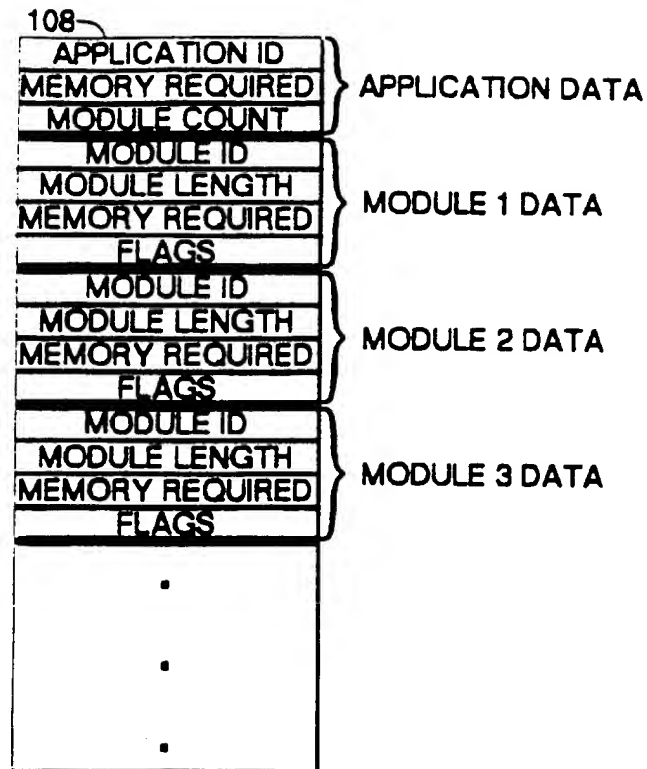 108
APPLICATION ID
MEMORY REQUIRED
MODULE COUNT
APPLICATION DATA
MODULE ID
MODULE LENGTH
MEMORY REQUIRED
FLAGS
MODULE 1 DATA
MODULE ID
MODULE LENGTH
MEMORY REQUIRED
FLAGS
MODULE 2 DATA
MODULE ID
MODULE LENGTH
MEMORY REQUIRED
FLAGS
MODULE 3 DATA